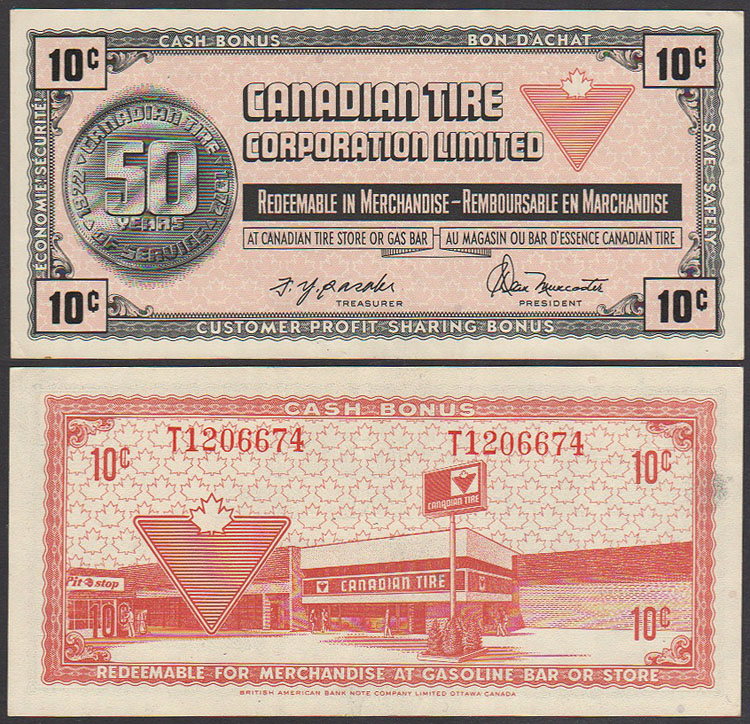 CASH BONUS BON D'ACHAT
10¢ 10¢
CANADIAN TIRE
CORPORATION LIMITED
ÉCONOMIE-SÉCURITÉ
SAVE-SAFELY
CANADIAN TIRE
1922 50 1972
YEARS
OF SERVICE
REDEEMABLE IN MERCHANDISE – REMBOURSABLE EN MARCHANDISE
AT CANADIAN TIRE STORE OR GAS BAR AU MAGASIN OU BAR D'ESSENCE CANADIAN TIRE
TREASURER PRESIDENT
10¢ 10¢
CUSTOMER PROFIT SHARING BONUS
CASH BONUS
T1206674 T1206674
10¢ 10¢
CANADIAN TIRE
Pit stop
CANADIAN TIRE
10¢ 10¢
REDEEMABLE FOR MERCHANDISE AT GASOLINE BAR OR STORE
BRITISH AMERICAN BANK NOTE COMPANY LIMITED OTTAWA CANADA